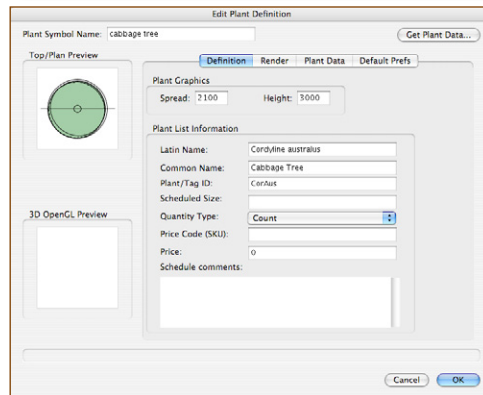 Edit Plant Definition
Plant Symbol Name: cabbage tree
Get Plant Data...
Top/Plan Preview
Definition Render Plant Data Default Prefs
Plant Graphics
Spread: 2100 Height: 3000
Plant List Information
Latin Name: Cordyline australus
Common Name: Cabbage Tree
Plant/Tag ID: CorAus
Scheduled Size:
3D OpenGL Preview
Quantity Type: Count
Price Code (SKU):
Price: 0
Schedule comments:
Cancel OK